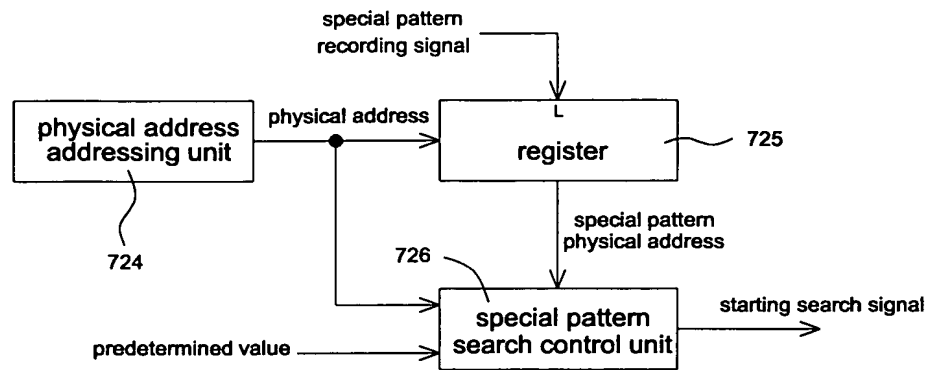 special pattern
recording signal
physical address
addressing unit
physical address
L
register
725
724
special pattern
physical address
726
special pattern
search control unit
starting search signal
predetermined value